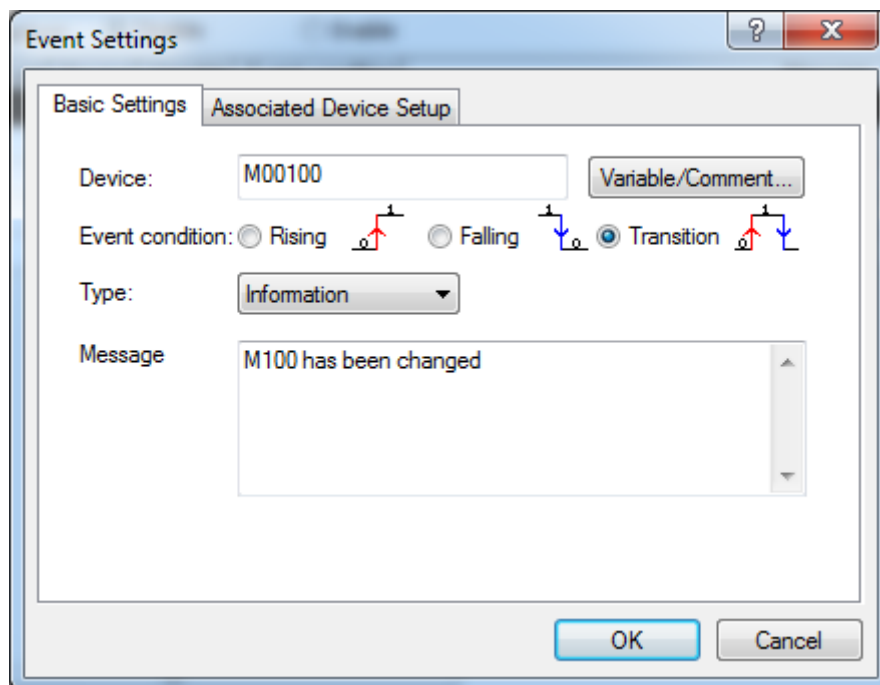 Event Settings
Basic Settings
Associated Device Setup
Device:
M00100
Variable/Comment...
Event condition:
Rising
0 1
Falling
1 0
Transition
0 1
Type:
Information
Message
M100 has been changed
OK
Cancel